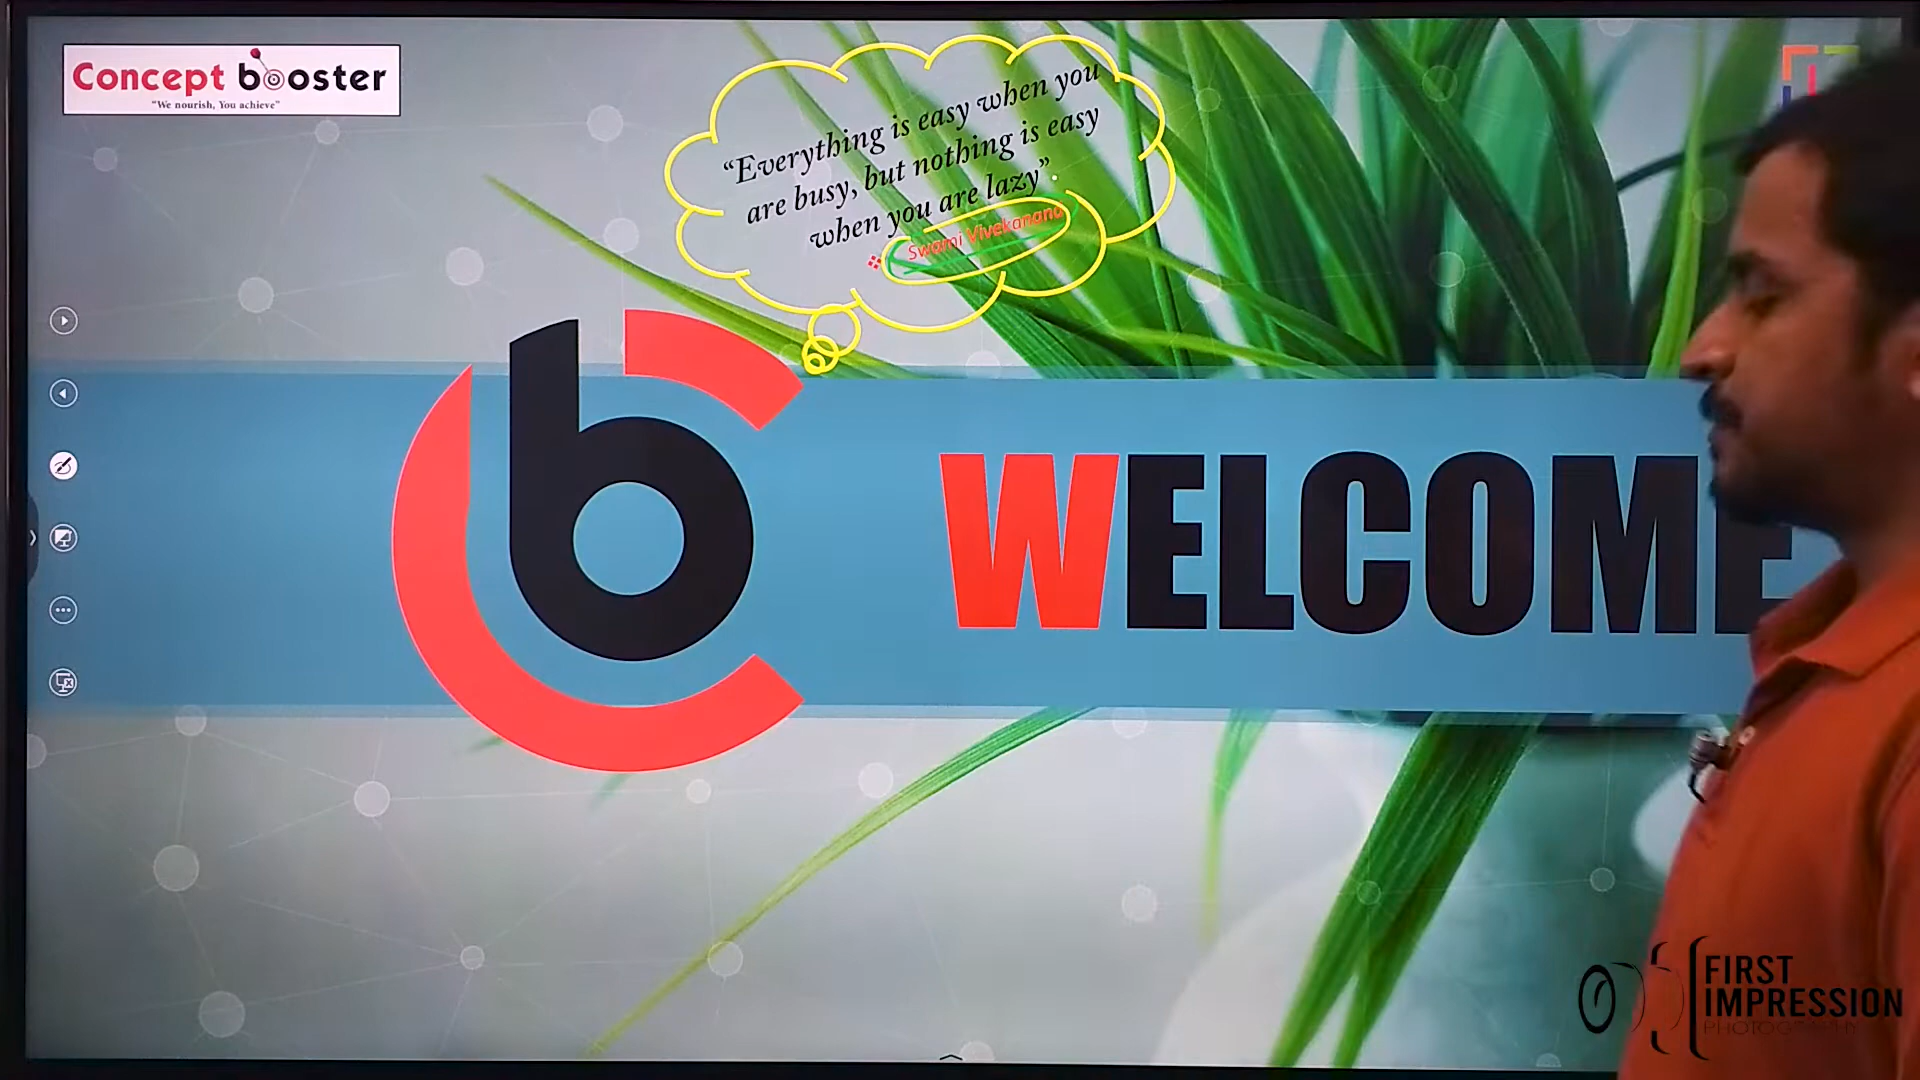 Concept booster
"We nourish, You achieve"
“Everything is easy when you
are busy, but nothing is easy
when you are lazy”.
Swami Vivekanand
WELCOME
FIRST
IMPRESSION
PHOTOGRAPHY